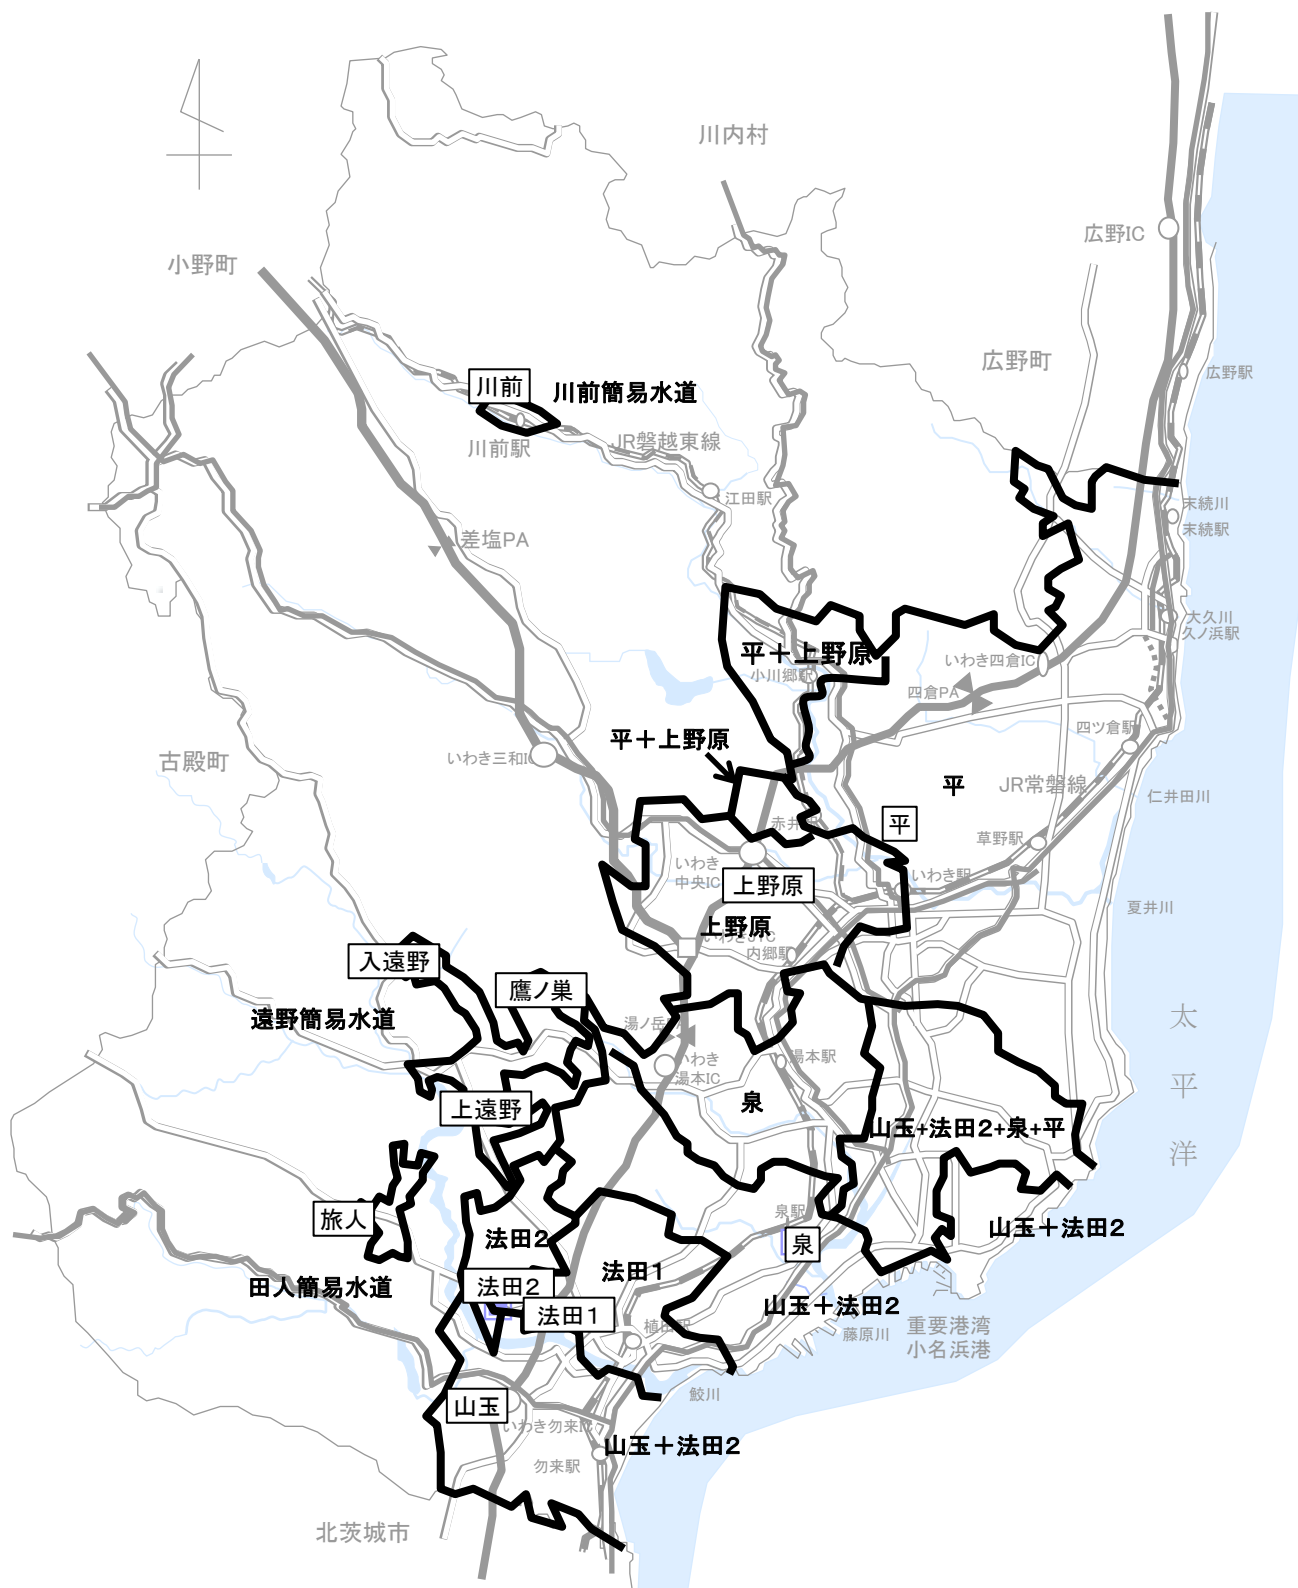 川内村
広野IC
小野町
広野町
広野駅
川前
川前簡易水道
川前駅
JR磐越東線
江田駅
末続川
末続駅
差塩PA
大久川
久ノ浜駅
平＋上野原
いわき四倉IC
小川郷駅
四倉PA
四ツ倉駅
平＋上野原
いわき三和IC
古殿町
平
JR常磐線
仁井田川
赤井駅
平
草野駅
いわき
中央IC
上野原
いわき駅
夏井川
上野原
いわきJTC
内郷駅
入遠野
鷹ノ巣
遠野簡易水道
湯ノ岳PA
太
平
洋
いわき
湯本IC
湯本駅
泉
上遠野
山玉+法田2+泉+平
旅人
泉駅
法田2
泉
山玉＋法田2
法田1
田人簡易水道
法田2
法田1
山玉＋法田2
植田駅
藤原川
重要港湾
小名浜港
山玉
鮫川
いわき勿来IC
山玉＋法田2
勿来駅
北茨城市